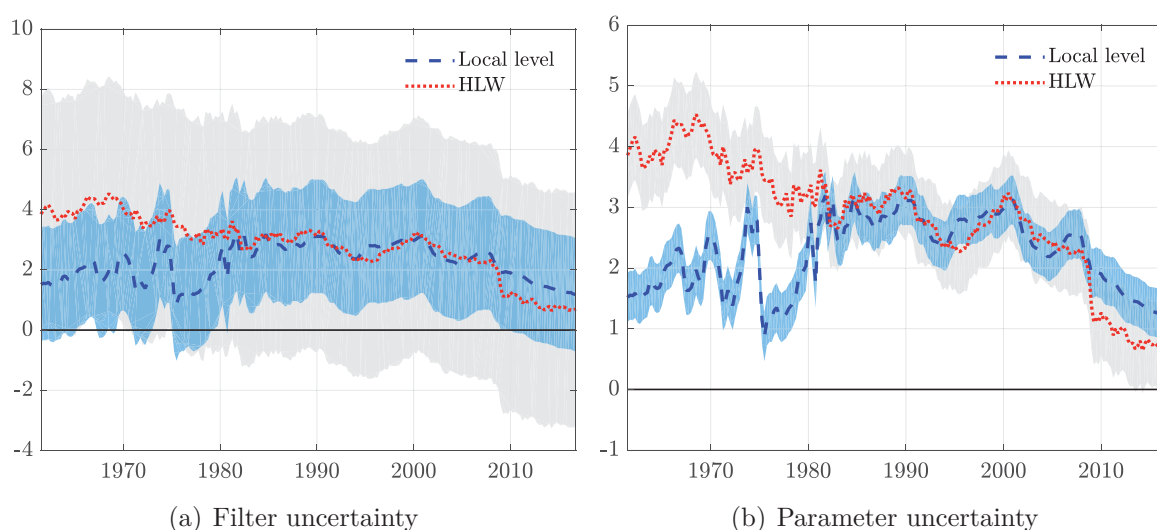 10
8
6
4
2
0
-2
-4
1970 1980 1990 2000 2010
Local level
HLW
(a) Filter uncertainty
6
5
4
3
2
1
0
-1
1970 1980 1990 2000 2010
Local level
HLW
(b) Parameter uncertainty